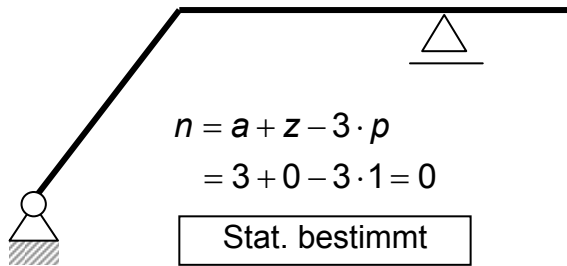 n = a + z − 3 · p
= 3 + 0 − 3 · 1 = 0
Stat. bestimmt